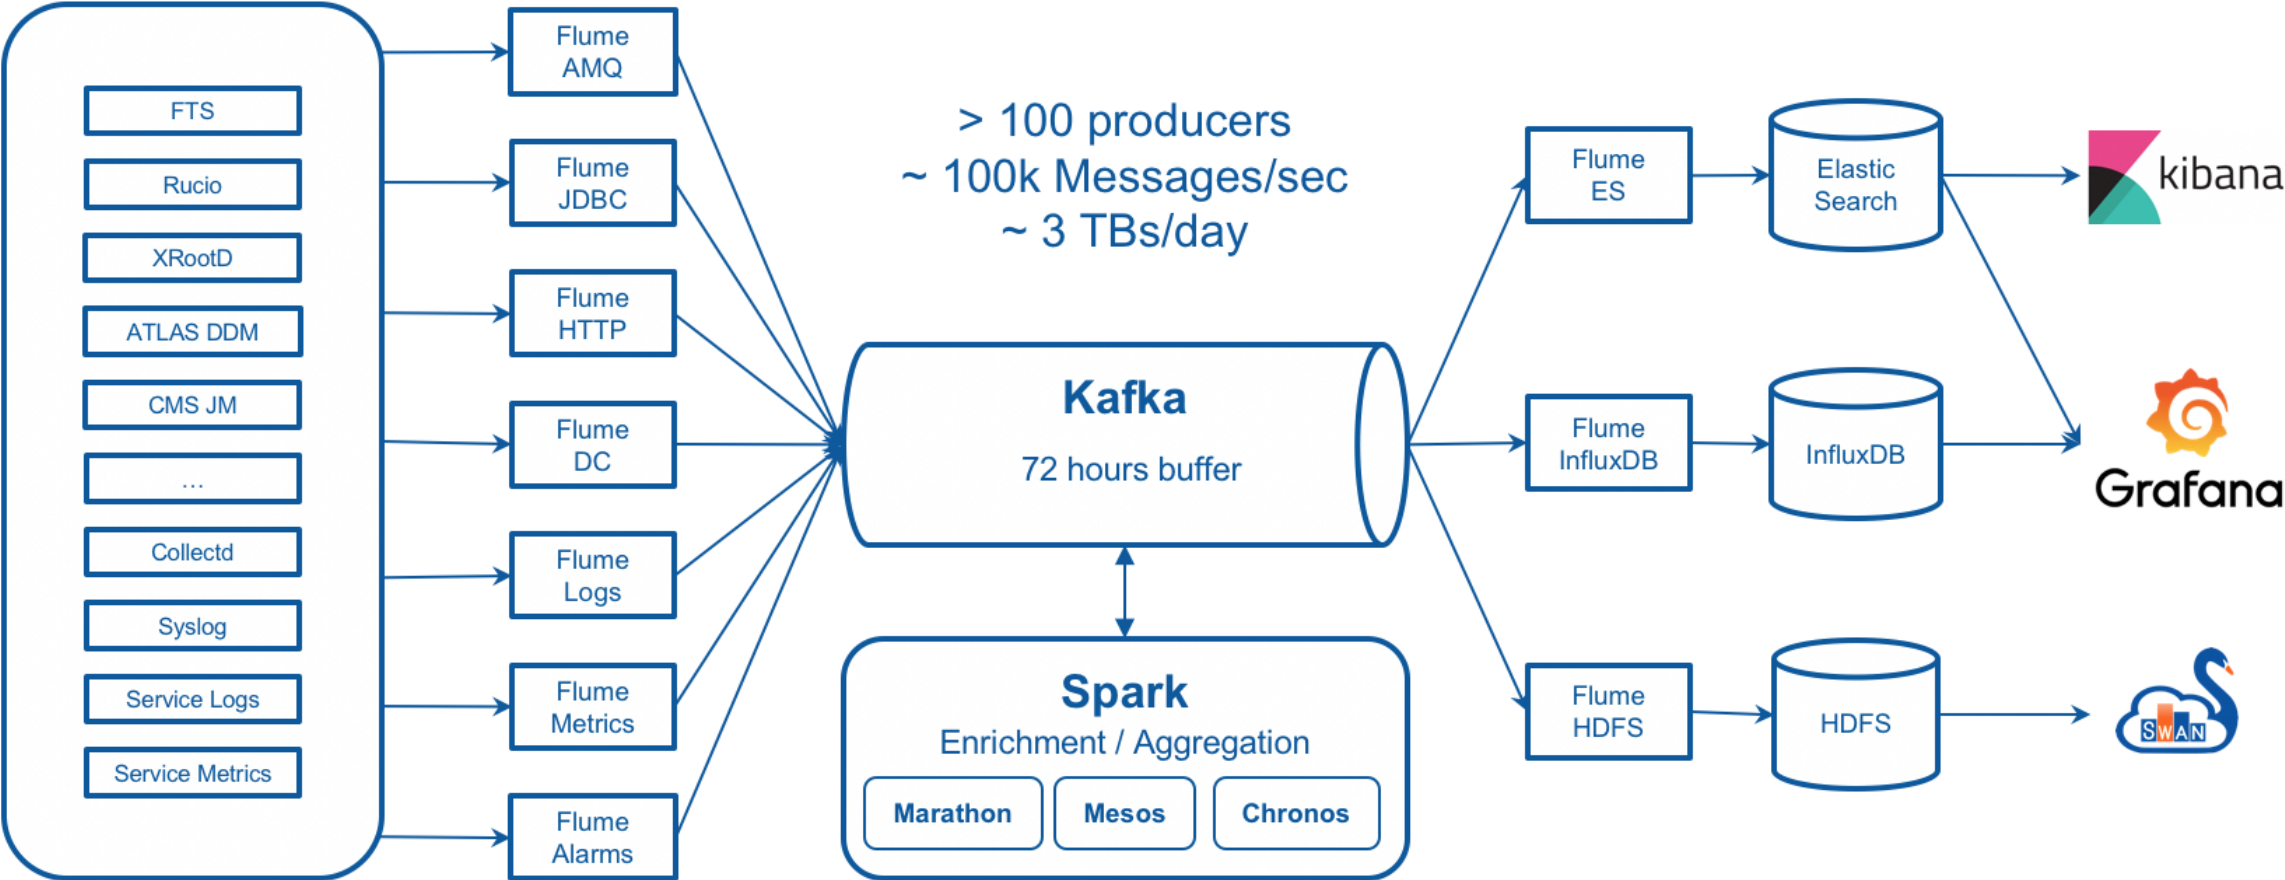 FTS
Rucio
XRootD
ATLAS DDM
CMS JM
...
Collectd
Syslog
Service Logs
Service Metrics
Flume
AMQ
Flume
JDBC
Flume
HTTP
Flume
DC
Flume
Logs
Flume
Metrics
Flume
Alarms
> 100 producers
~ 100k Messages/sec
~ 3 TBs/day
Kafka
72 hours buffer
Spark
Enrichment / Aggregation
Marathon
Mesos
Chronos
Flume
ES
Flume
InfluxDB
Flume
HDFS
Elastic
Search
InfluxDB
HDFS
kibana
Grafana
SWAN